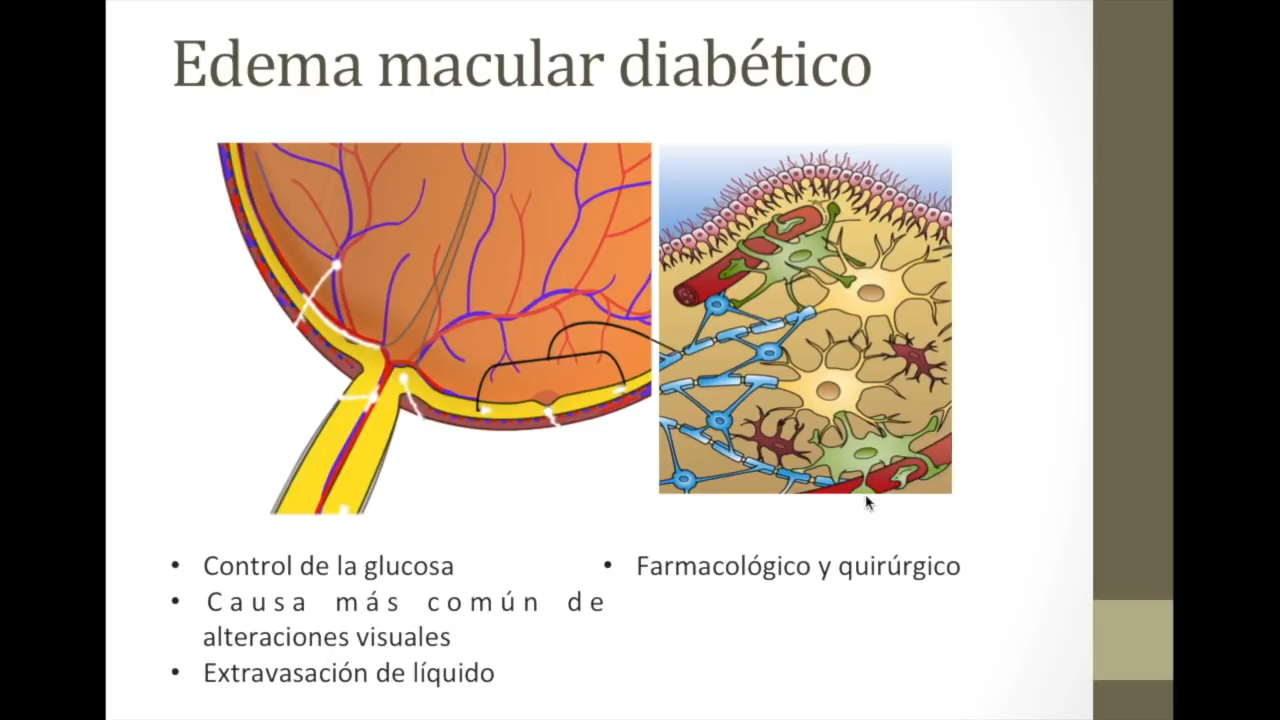 Edema macular diabético
• Control de la glucosa
• Causa más común de
alteraciones visuales
• Extravasación de líquido
• Farmacológico y quirúrgico